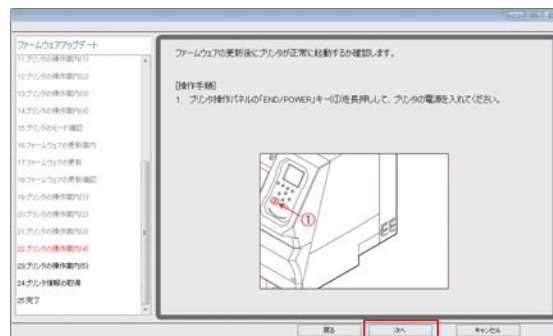 ファームウェアアップデート
11.プリンタの操作案内(1)
12.プリンタの操作案内(2)
13.プリンタの操作案内(3)
14.プリンタの操作案内(4)
15.プリンタのモード確認
16.ファームウェアの更新案内
17.ファームウェアの更新
18.ファームウェアの更新確認
19.プリンタの操作案内(1)
20.プリンタの操作案内(2)
21.プリンタの操作案内(3)
22.プリンタの操作案内(4)
23.プリンタの操作案内(5)
24.プリンタ情報の取得
25.完了
ファームウェアの更新後にプリンタが正常に起動するか確認します。
[操作手順]
1. プリンタ操作パネルの「END/POWER」キー(①)を長押しして、プリンタの電源を入れてください。
①
戻る
次へ
キャンセル